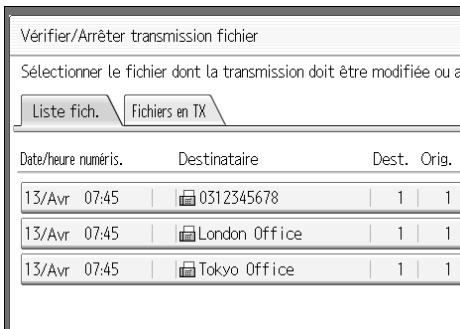 Vérifier/Arrêter transmission fichier
Sélectionner le fichier dont la transmission doit être modifiée ou
Liste fich. Fichiers en TX
Date/heure numéris. Destinataire Dest. Orig.
13/Avr 07:45 0312345678 1 1
13/Avr 07:45 London Office 1 1
13/Avr 07:45 Tokyo Office 1 1